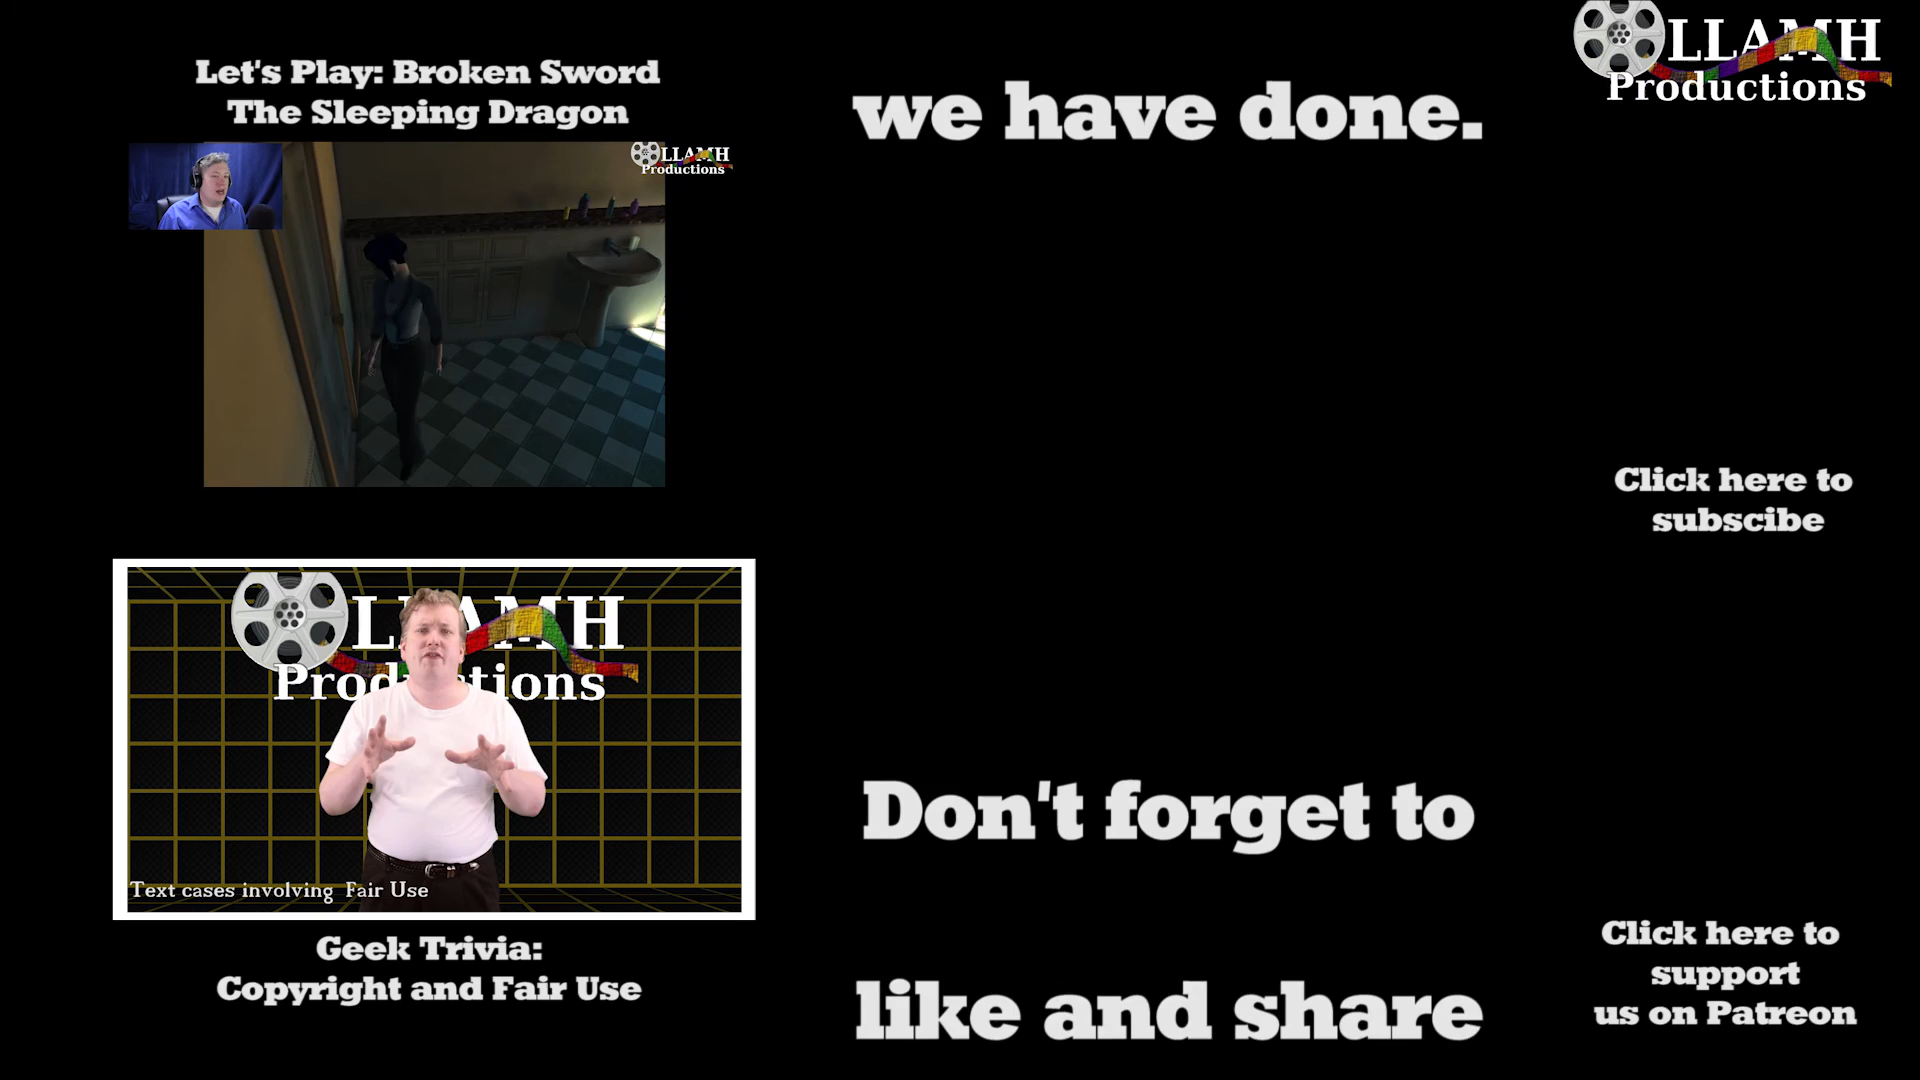 Let's Play: Broken Sword
The Sleeping Dragon
LLAMH
Productions
Text cases involving Fair Use
Geek Trivia:
Copyright and Fair Use
we have done.
Don't forget to
like and share
LLAMH
Productions
Click here to
subscibe
Click here to
support
us on Patreon